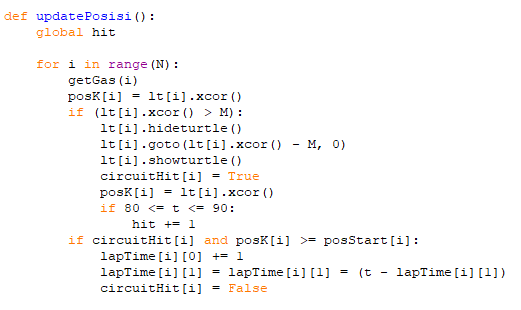 def updatePosisi():
    global hit

    for i in range(N):
        getGas(i)
        posK[i] = lt[i].xcor()
        if (lt[i].xcor() > M):
            lt[i].hideturtle()
            lt[i].goto(lt[i].xcor() - M, 0)
            lt[i].showturtle()
            circuitHit[i] = True
            posK[i] = lt[i].xcor()
            if 80 <= t <= 90:
                hit += 1
        if circuitHit[i] and posK[i] >= posStart[i]:
            lapTime[i][0] += 1
            lapTime[i][1] = lapTime[i][1] = (t - lapTime[i][1])
            circuitHit[i] = False